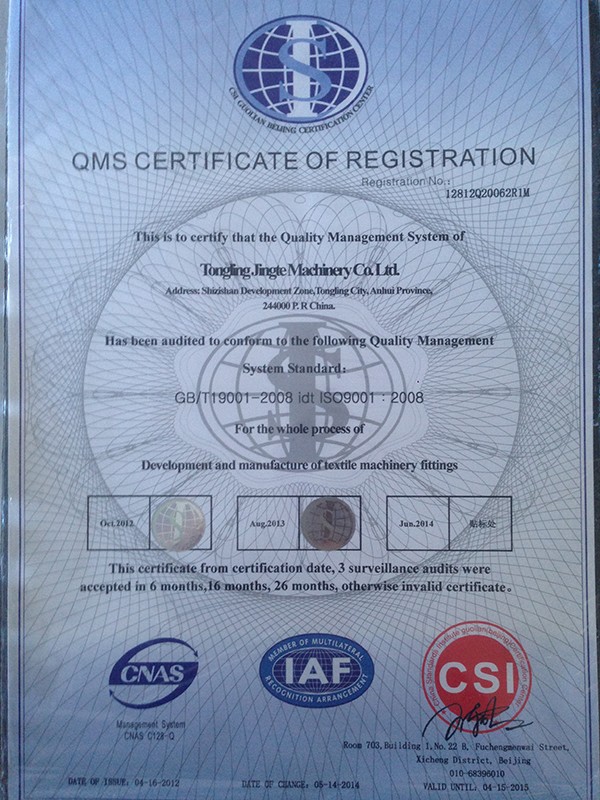 CSI GUOLIAN BEIJING CERTIFICATION CENTER
QMS CERTIFICATE OF REGISTRATION
Registration No.:
12812Q20062R1M
This is to certify that the Quality Management System of
Tongling Jingte Machinery Co. Ltd.
Address: Shizishan Development Zone,Tongling City, Anhui Province,
244000 P. R China.
Has been audited to conform to the following Quality Management
System Standard:
GB/T19001-2008 idt ISO9001 : 2008
For the whole process of
Development and manufacture of textile machinery fittings
Oct.2012
Aug.2013
Jun.2014
贴标处
This certificate from certification date, 3 surveillance audits were
accepted in 6 months,16 months, 26 months, otherwise invalid certificate。
CNAS
Management System
CNAS C128-Q
MEMBER OF MULTILATERAL
IAF
RECOGNITION ARRANGEMENT
CSI
Room 703,Building 1,No.22 B, Fuchengmenwai Street,
Xicheng District, Beijing
010-68396010
DATE OF ISSUE: 04-16-2012
DATE OF CHANGE: 05-14-2014
VALID UNTIL: 04-15-2015